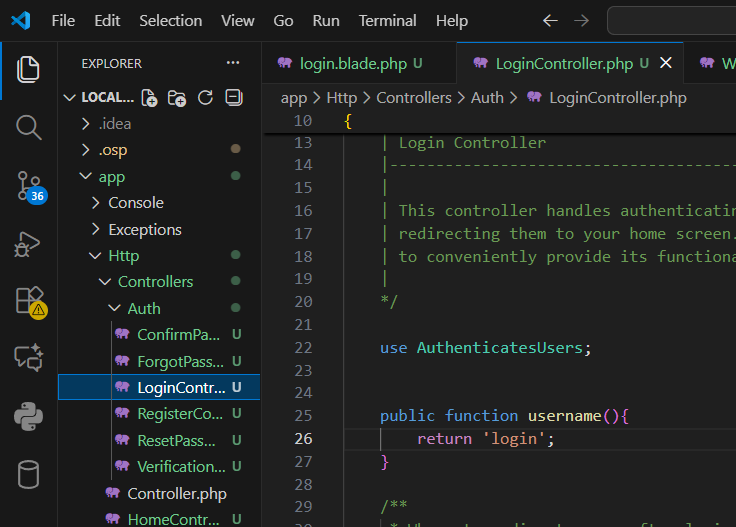 File Edit Selection View Go Run Terminal Help
EXPLORER
LOCAL...
.idea
.osp
app
Console
Exceptions
Http
Controllers
Auth
ConfirmPa... U
ForgotPass... U
LoginContr... U
RegisterCo... U
ResetPass... U
Verification... U
Controller.php
HomeContr...
36
login.blade.php U
LoginController.php U
W
app > Http > Controllers > Auth > LoginController.php
10 {
13 | Login Controller
14 |--------------------------------------
15 |
16 | This controller handles authenticatin
17 | redirecting them to your home screen.
18 | to conveniently provide its functiona
19 |
20 */
21
22 use AuthenticatesUsers;
23
24
25 public function username(){
26 return 'login';
27 }
28
29 /**